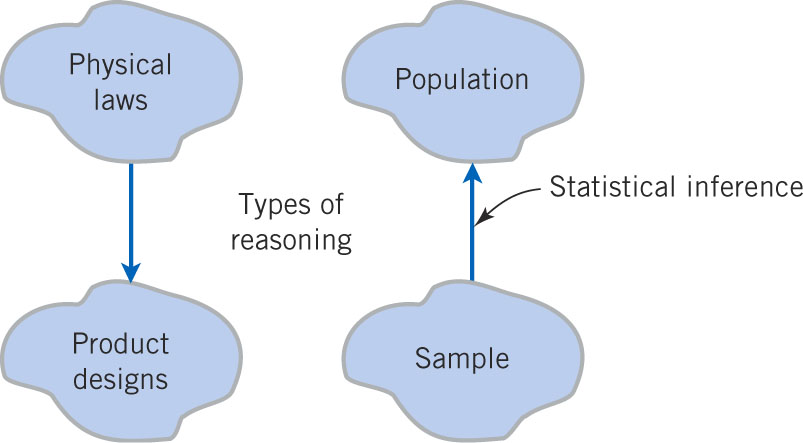 Physical
laws
Population
Types of
reasoning
Statistical inference
Product
designs
Sample